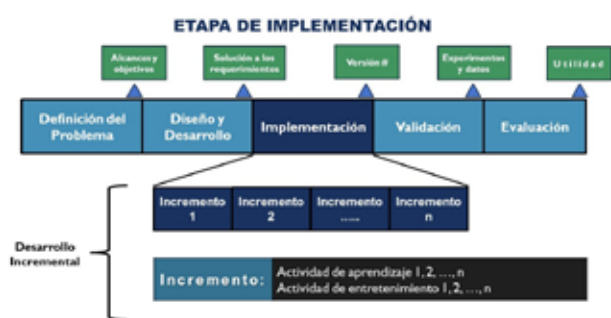 ETAPA DE IMPLEMENTACIÓN
Alcances y
objetivos
Solución a los
requerimientos
Versión #
Experimentos
y datos
Utilidad
Definición del
Problema
Diseño y
Desarrollo
Implementación
Validación
Evaluación
Incremento
1
Incremento
2
Incremento
.....
Incremento
n
Desarrollo
Incremental
Incremento:
Actividad de aprendizaje 1, 2, ..., n
Actividad de entretenimiento 1, 2, ..., n